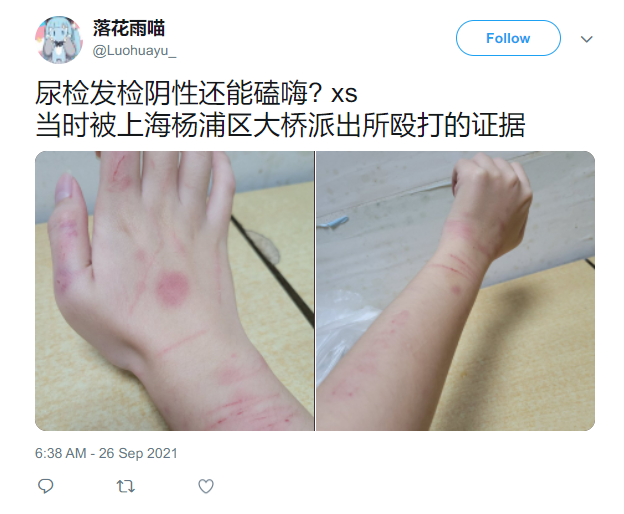 落花雨喵
@Luohuayu_
Follow
尿检发检阴性还能磕嗨? xs
当时被上海杨浦区大桥派出所殴打的证据
6:38 AM - 26 Sep 2021